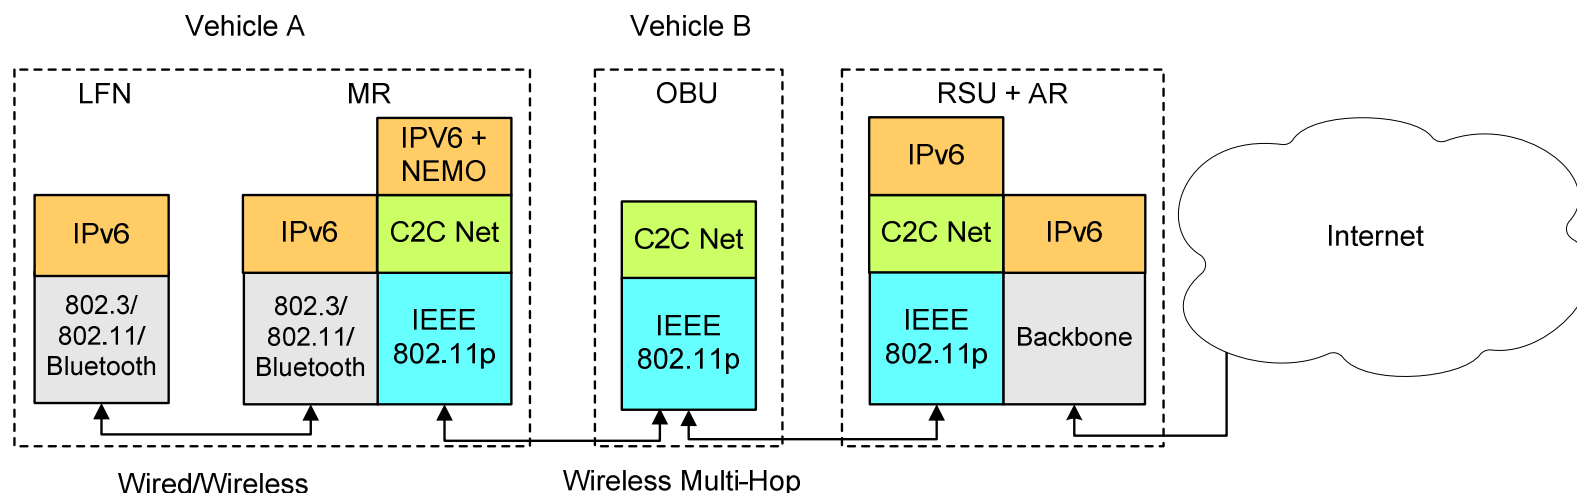 Vehicle A
Vehicle B
LFN
MR
OBU
RSU + AR
IPV6 +
NEMO
IPv6
IPv6
IPv6
C2C Net
C2C Net
C2C Net
IPv6
802.3/
802.11/
Bluetooth
802.3/
802.11/
Bluetooth
IEEE
802.11p
IEEE
802.11p
IEEE
802.11p
Backbone
Internet
Wired/Wireless
Wireless Multi-Hop